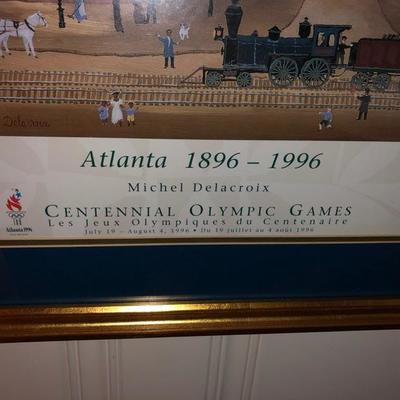 Delacroix
Atlanta 1896 – 1996
Michel Delacroix
CENTENNIAL OLYMPIC GAMES
Les Jeux Olympiques du Centenaire
July 19 – August 4, 1996 • Du 19 juillet au 4 août 1996
Atlanta 1996